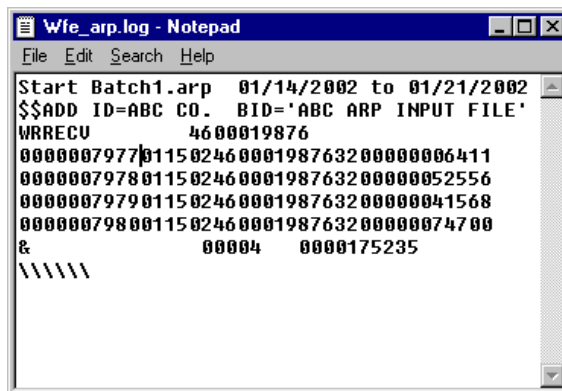 Wfe_arp.log - Notepad
File Edit Search Help
Start Batch1.arp  01/14/2002 to 01/21/2002
$$ADD ID=ABC CO.  BID='ABC ARP INPUT FILE'
WRRECV        4600019876
000000797701150246000198763200000006411
000000797801150246000198763200000052556
000000797901150246000198763200000041568
000000798001150246000198763200000074700
&              00004   0000175235
\\\\\\